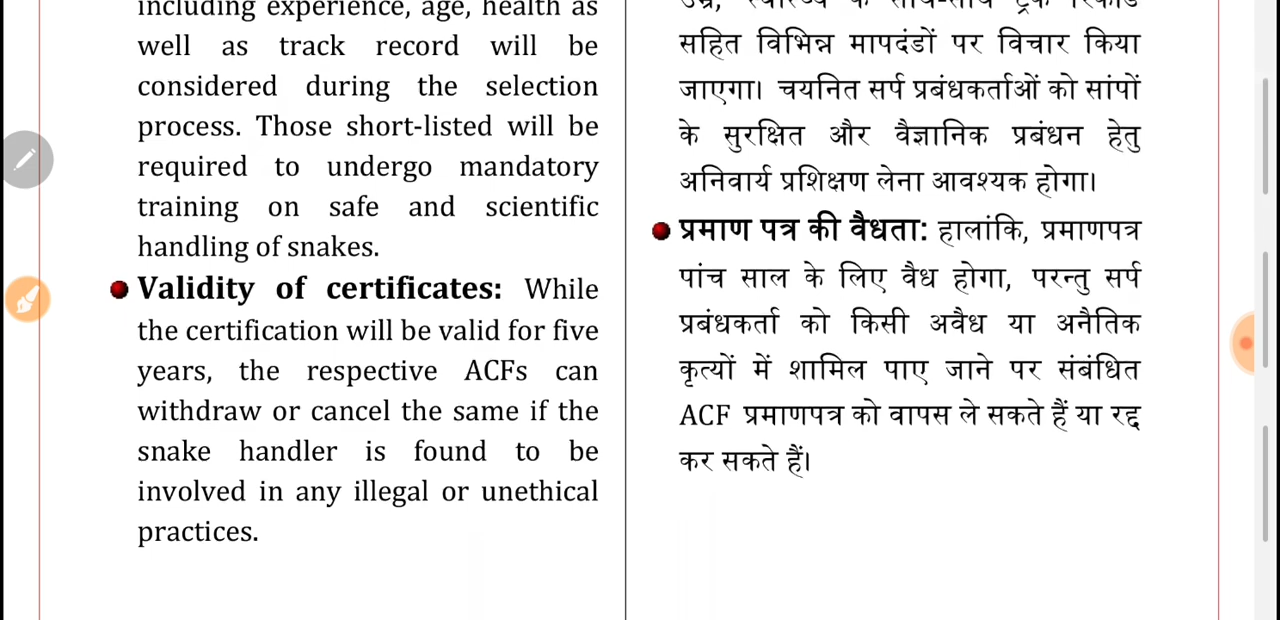 including experience, age, health as
well as track record will be
considered during the selection
process. Those short-listed will be
required to undergo mandatory
training on safe and scientific
handling of snakes.
Validity of certificates: While
the certification will be valid for five
years, the respective ACFs can
withdraw or cancel the same if the
snake handler is found to be
involved in any illegal or unethical
practices.
सहित विभिन्न मापदंडों पर विचार किया
जाएगा। चयनित सर्प प्रबंधकर्ताओं को सांपों
के सुरक्षित और वैज्ञानिक प्रबंधन हेतु
अनिवार्य प्रशिक्षण लेना आवश्यक होगा।
प्रमाण पत्र की वैधता: हालांकि, प्रमाणपत्र
पांच साल के लिए वैध होगा, परन्तु सर्प
प्रबंधकर्ता को किसी अवैध या अनैतिक
कृत्यों में शामिल पाए जाने पर संबंधित
ACF प्रमाणपत्र को वापस ले सकते हैं या रद्द
कर सकते हैं।